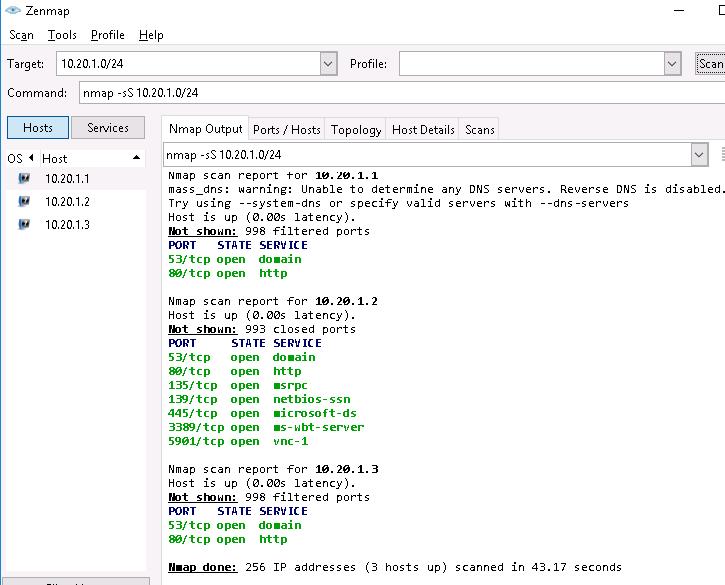 Zenmap
Scan Tools Profile Help
Target: 10.20.1.0/24 Profile: Scan
Command: nmap -sS 10.20.1.0/24
Hosts Services
Nmap Output Ports / Hosts Topology Host Details Scans
OS Host
nmap -sS 10.20.1.0/24
10.20.1.1
10.20.1.2
10.20.1.3
Nmap scan report for 10.20.1.1
mass_dns: warning: Unable to determine any DNS servers. Reverse DNS is disabled.
Try using --system-dns or specify valid servers with --dns-servers
Host is up (0.00s latency).
Not shown: 998 filtered ports
PORT STATE SERVICE
53/tcp open domain
80/tcp open http
Nmap scan report for 10.20.1.2
Host is up (0.00s latency).
Not shown: 993 closed ports
PORT STATE SERVICE
53/tcp open domain
80/tcp open http
135/tcp open msrpc
139/tcp open netbios-ssn
445/tcp open microsoft-ds
3389/tcp open ms-wbt-server
5901/tcp open vnc-1
Nmap scan report for 10.20.1.3
Host is up (0.00s latency).
Not shown: 998 filtered ports
PORT STATE SERVICE
53/tcp open domain
80/tcp open http
Nmap done: 256 IP addresses (3 hosts up) scanned in 43.17 seconds